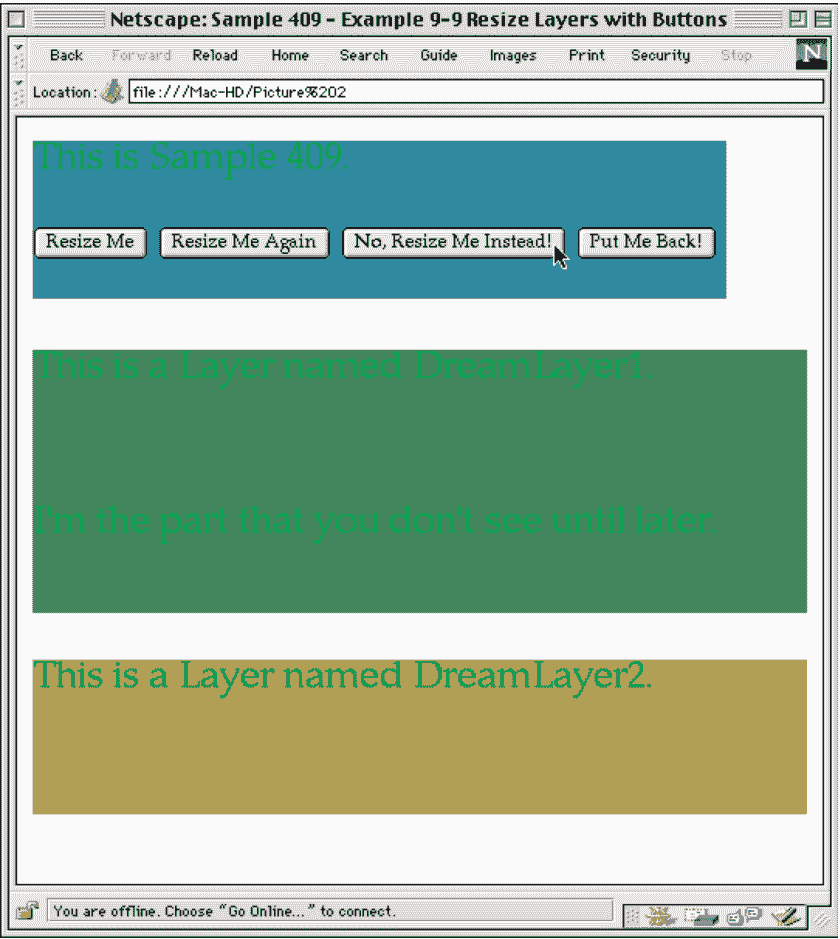 Netscape: Sample 409 - Example 9-9 Resize Layers with Buttons
Back Forward Reload Home Search Guide Images Print Security Stop N
Location: file:///Mac-HD/Picture%202
This is Sample 409.
Resize Me Resize Me Again No, Resize Me Instead! Put Me Back!
This is a Layer named DreamLayer1.
I'm the part that you don't see until later.
This is a Layer named DreamLayer2.
You are offline. Choose “Go Online...” to connect.